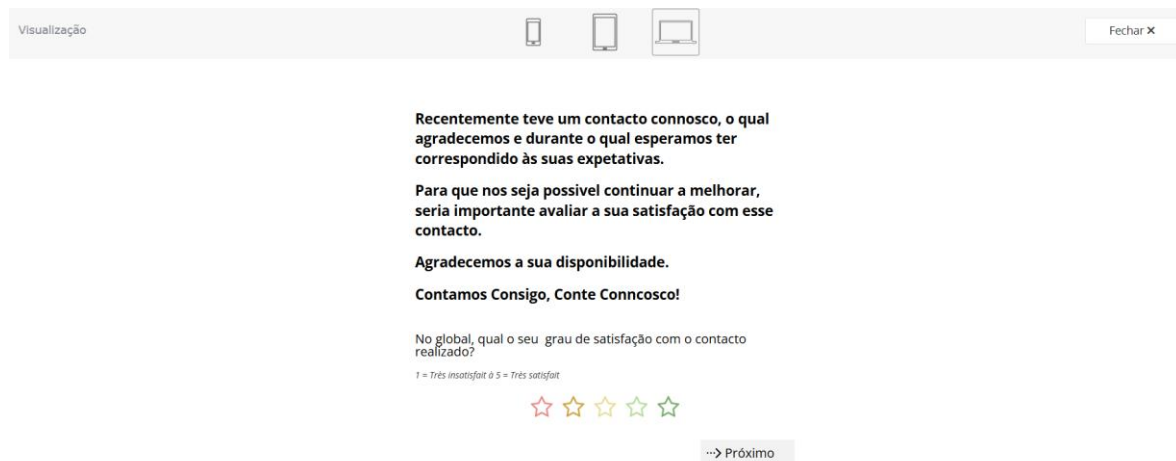 Visualização
Fechar ✕
Recentemente teve um contacto connosco, o qual
agradecemos e durante o qual esperamos ter
correspondido às suas expetativas.
Para que nos seja possivel continuar a melhorar,
seria importante avaliar a sua satisfação com esse
contacto.
Agradecemos a sua disponibilidade.
Contamos Consigo, Conte Conncosco!
No global, qual o seu  grau de satisfação com o contacto
realizado?
1 = Très insatisfait à 5 = Très satisfait
Próximo